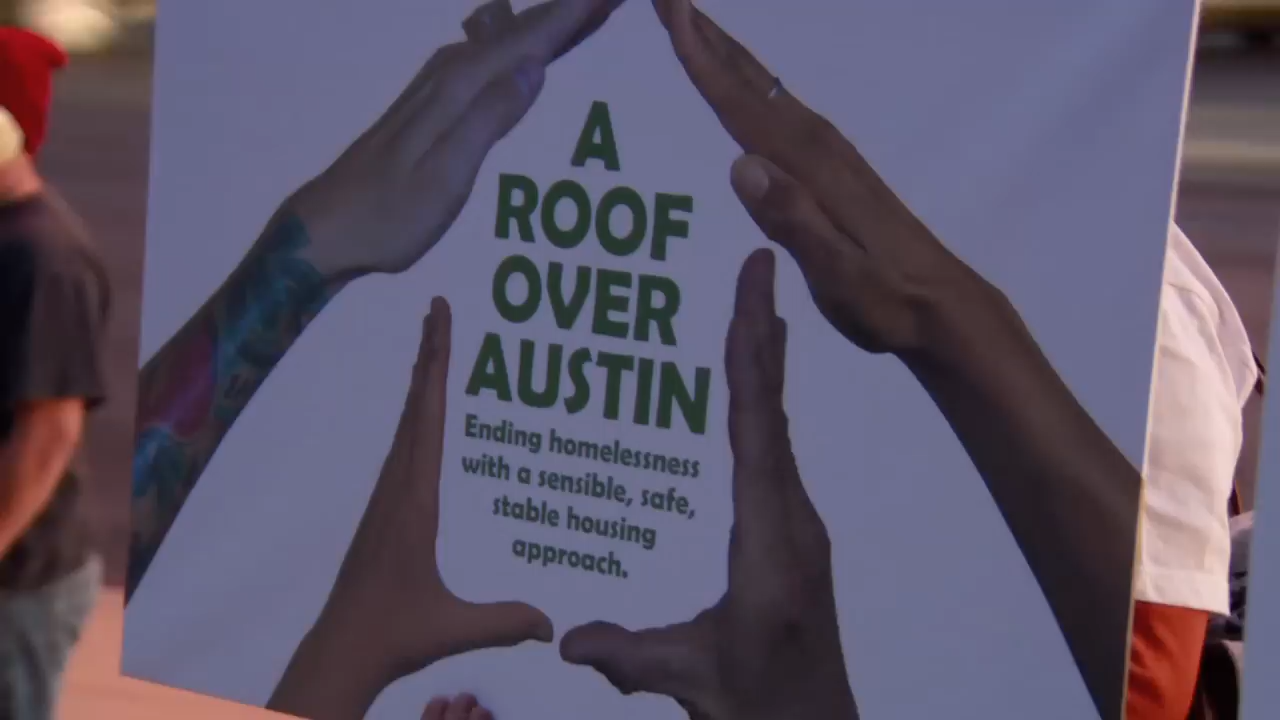 A
ROOF
OVER
AUSTIN
Ending homelessness
with a sensible, safe,
stable housing
approach.